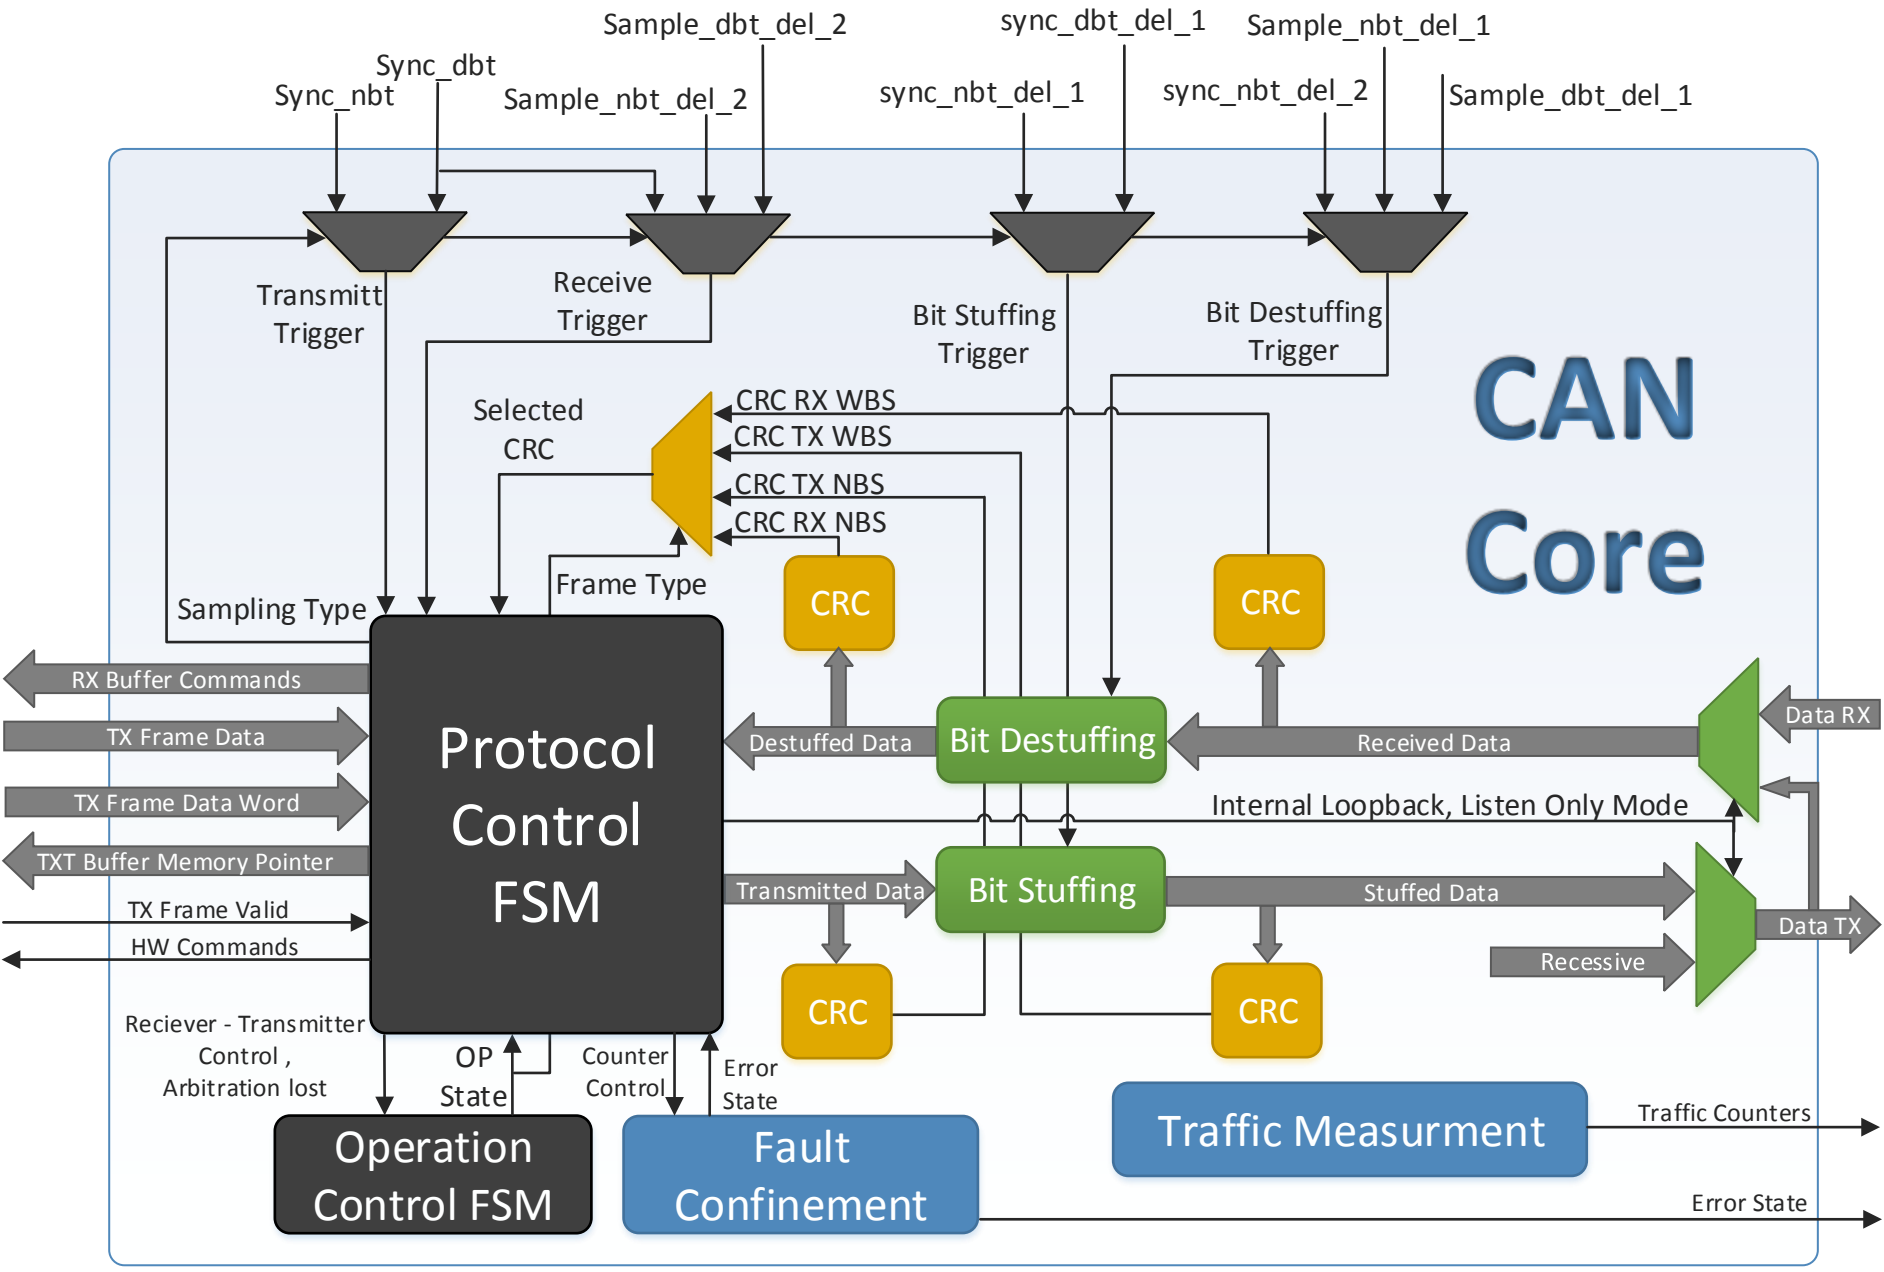 Sample_dbt_del_2
sync_dbt_del_1
Sample_nbt_del_1
Sync_dbt
Sync_nbt
Sample_nbt_del_2
sync_nbt_del_1
sync_nbt_del_2
Sample_dbt_del_1
Transmitt
Trigger
Receive
Trigger
Bit Stuffing
Trigger
Bit Destuffing
Trigger
CAN
Core
Selected
CRC
CRC RX WBS
CRC TX WBS
CRC TX NBS
CRC RX NBS
Frame Type
Sampling Type
CRC
CRC
RX Buffer Commands
TX Frame Data
TX Frame Data Word
TXT Buffer Memory Pointer
TX Frame Valid
HW Commands
Protocol
Control
FSM
Destuffed Data
Bit Destuffing
Received Data
Data RX
Internal Loopback, Listen Only Mode
Transmitted Data
Bit Stuffing
Stuffed Data
Data TX
Recessive
CRC
CRC
Reciever - Transmitter
Control ,
Arbitration lost
OP
State
Counter
Control
Error
State
Operation
Control FSM
Fault
Confinement
Traffic Measurment
Traffic Counters
Error State